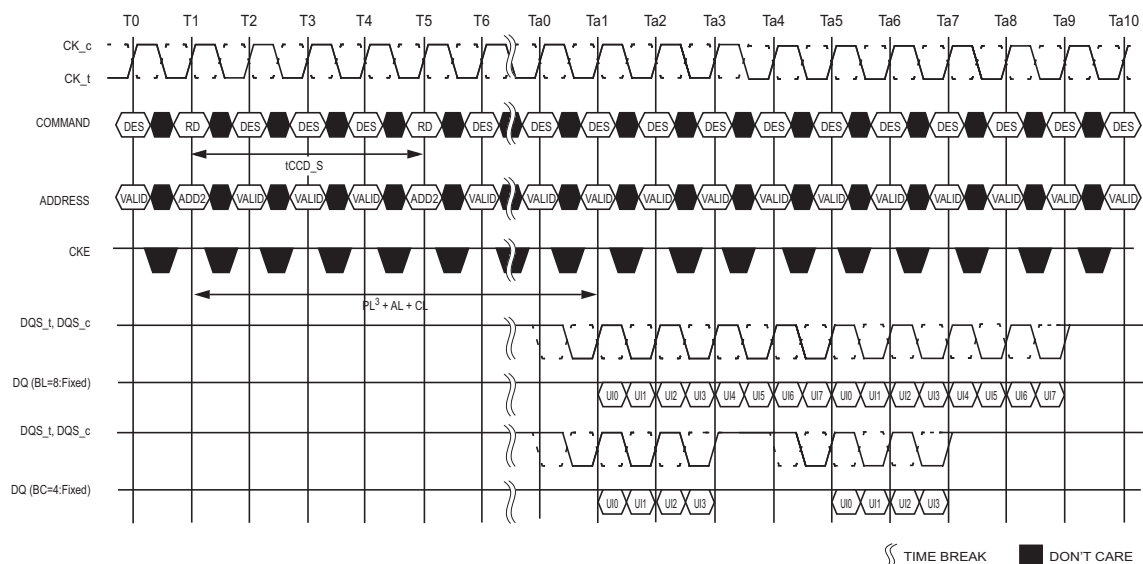 T0 T1 T2 T3 T4 T5 T6 Ta0 Ta1 Ta2 Ta3 Ta4 Ta5 Ta6 Ta7 Ta8 Ta9 Ta10
CK_c
CK_t
COMMAND DES RD DES DES DES RD DES DES DES DES DES DES DES DES DES DES DES DES
tCCD_S
ADDRESS VALID ADD2 VALID VALID VALID ADD2 VALID VALID VALID VALID VALID VALID VALID VALID VALID VALID VALID VALID
CKE
PL³ + AL + CL
DQS_t, DQS_c
DQ (BL=8:Fixed) UI0 UI1 UI2 UI3 UI4 UI5 UI6 UI7 UI0 UI1 UI2 UI3 UI4 UI5 UI6 UI7
DQS_t, DQS_c
DQ (BC=4:Fixed) UI0 UI1 UI2 UI3 UI0 UI1 UI2 UI3
TIME BREAK DON'T CARE